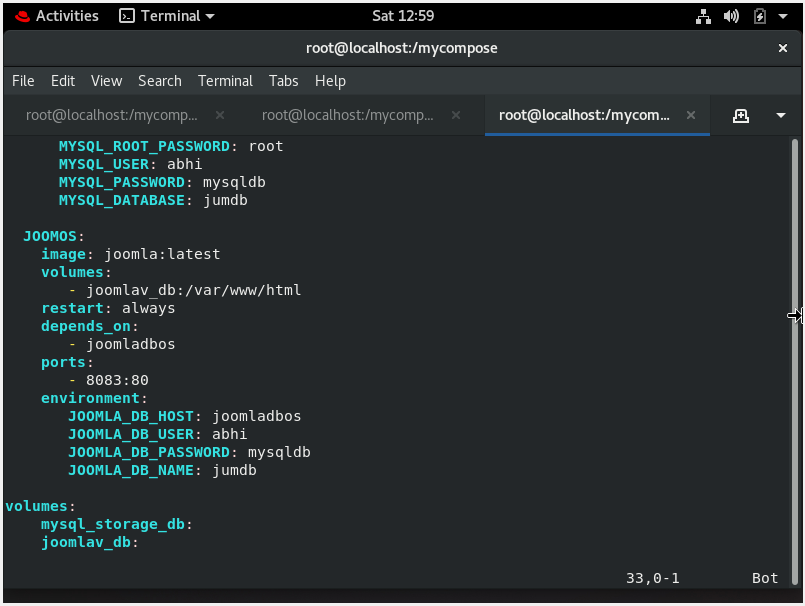 Activities Terminal Sat 12:59
root@localhost:/mycompose
File Edit View Search Terminal Tabs Help
root@localhost:/mycomp... root@localhost:/mycomp... root@localhost:/mycom...
MYSQL_ROOT_PASSWORD: root
MYSQL_USER: abhi
MYSQL_PASSWORD: mysqldb
MYSQL_DATABASE: jumdb
JOOMOS:
image: joomla:latest
volumes:
- joomlav_db:/var/www/html
restart: always
depends_on:
- joomladbos
ports:
- 8083:80
environment:
JOOMLA_DB_HOST: joomladbos
JOOMLA_DB_USER: abhi
JOOMLA_DB_PASSWORD: mysqldb
JOOMLA_DB_NAME: jumdb
volumes:
mysql_storage_db:
joomlav_db:
33,0-1 Bot